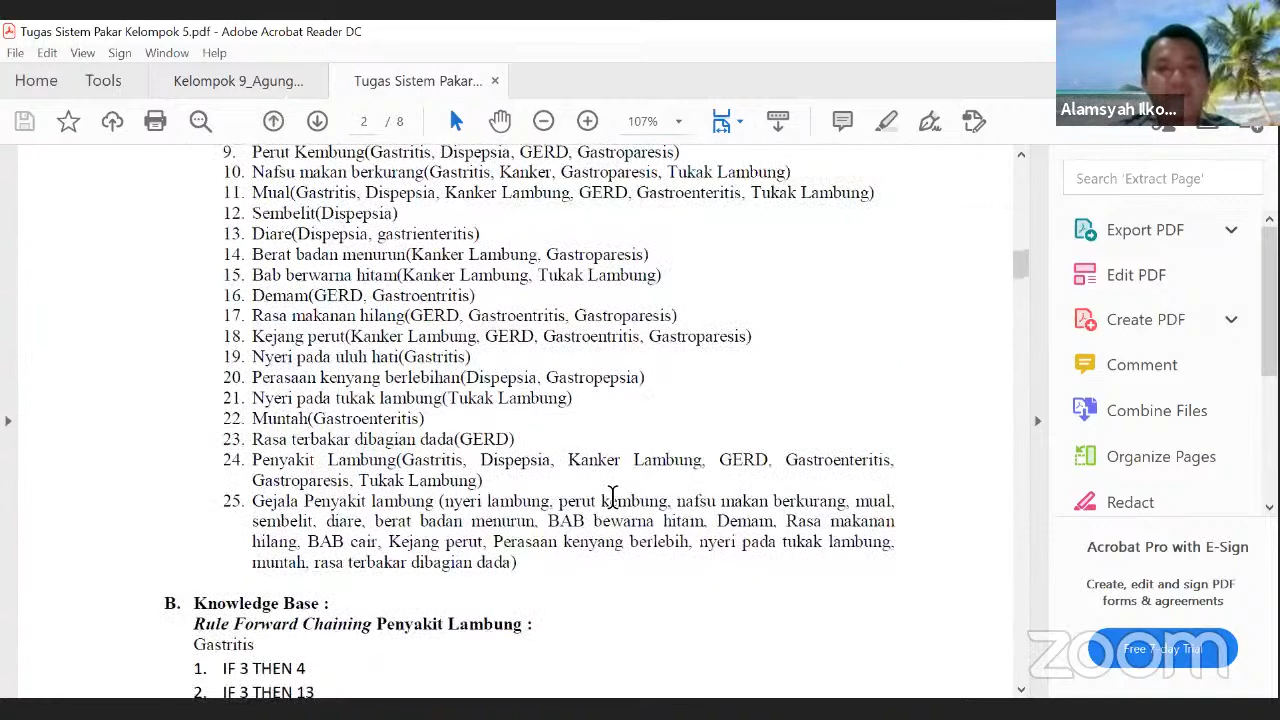 Tugas Sistem Pakar Kelompok 5.pdf - Adobe Acrobat Reader DC
File Edit View Sign Window Help
Home Tools Kelompok 9_Agung... Tugas Sistem Pakar... ×
2 / 8 107%
Alamsyah Ilko...
9. Perut Kembung(Gastritis, Dispepsia, GERD, Gastroparesis)
10. Nafsu makan berkurang(Gastritis, Kanker, Gastroparesis, Tukak Lambung)
11. Mual(Gastritis, Dispepsia, Kanker Lambung, GERD, Gastroenteritis, Tukak Lambung)
12. Sembelit(Dispepsia)
13. Diare(Dispepsia, gastrienteritis)
14. Berat badan menurun(Kanker Lambung, Gastroparesis)
15. Bab berwarna hitam(Kanker Lambung, Tukak Lambung)
16. Demam(GERD, Gastroentritis)
17. Rasa makanan hilang(GERD, Gastroentritis, Gastroparesis)
18. Kejang perut(Kanker Lambung, GERD, Gastroentritis, Gastroparesis)
19. Nyeri pada uluh hati(Gastritis)
20. Perasaan kenyang berlebihan(Dispepsia, Gastropepsia)
21. Nyeri pada tukak lambung(Tukak Lambung)
22. Muntah(Gastroenteritis)
23. Rasa terbakar dibagian dada(GERD)
24. Penyakit Lambung(Gastritis, Dispepsia, Kanker Lambung, GERD, Gastroenteritis,
Gastroparesis, Tukak Lambung)
25. Gejala Penyakit lambung (nyeri lambung, perut kembung, nafsu makan berkurang, mual,
sembelit, diare, berat badan menurun, BAB bewarna hitam, Demam, Rasa makanan
hilang, BAB cair, Kejang perut, Perasaan kenyang berlebih, nyeri pada tukak lambung,
muntah, rasa terbakar dibagian dada)
B. Knowledge Base :
Rule Forward Chaining Penyakit Lambung :
Gastritis
1. IF 3 THEN 4
2. IF 3 THEN 13
Search 'Extract Page'
Export PDF
Edit PDF
Create PDF
Comment
Combine Files
Organize Pages
Redact
Acrobat Pro with E-Sign
Create, edit and sign PDF
forms & agreements
Free 7-day Trial
zoom